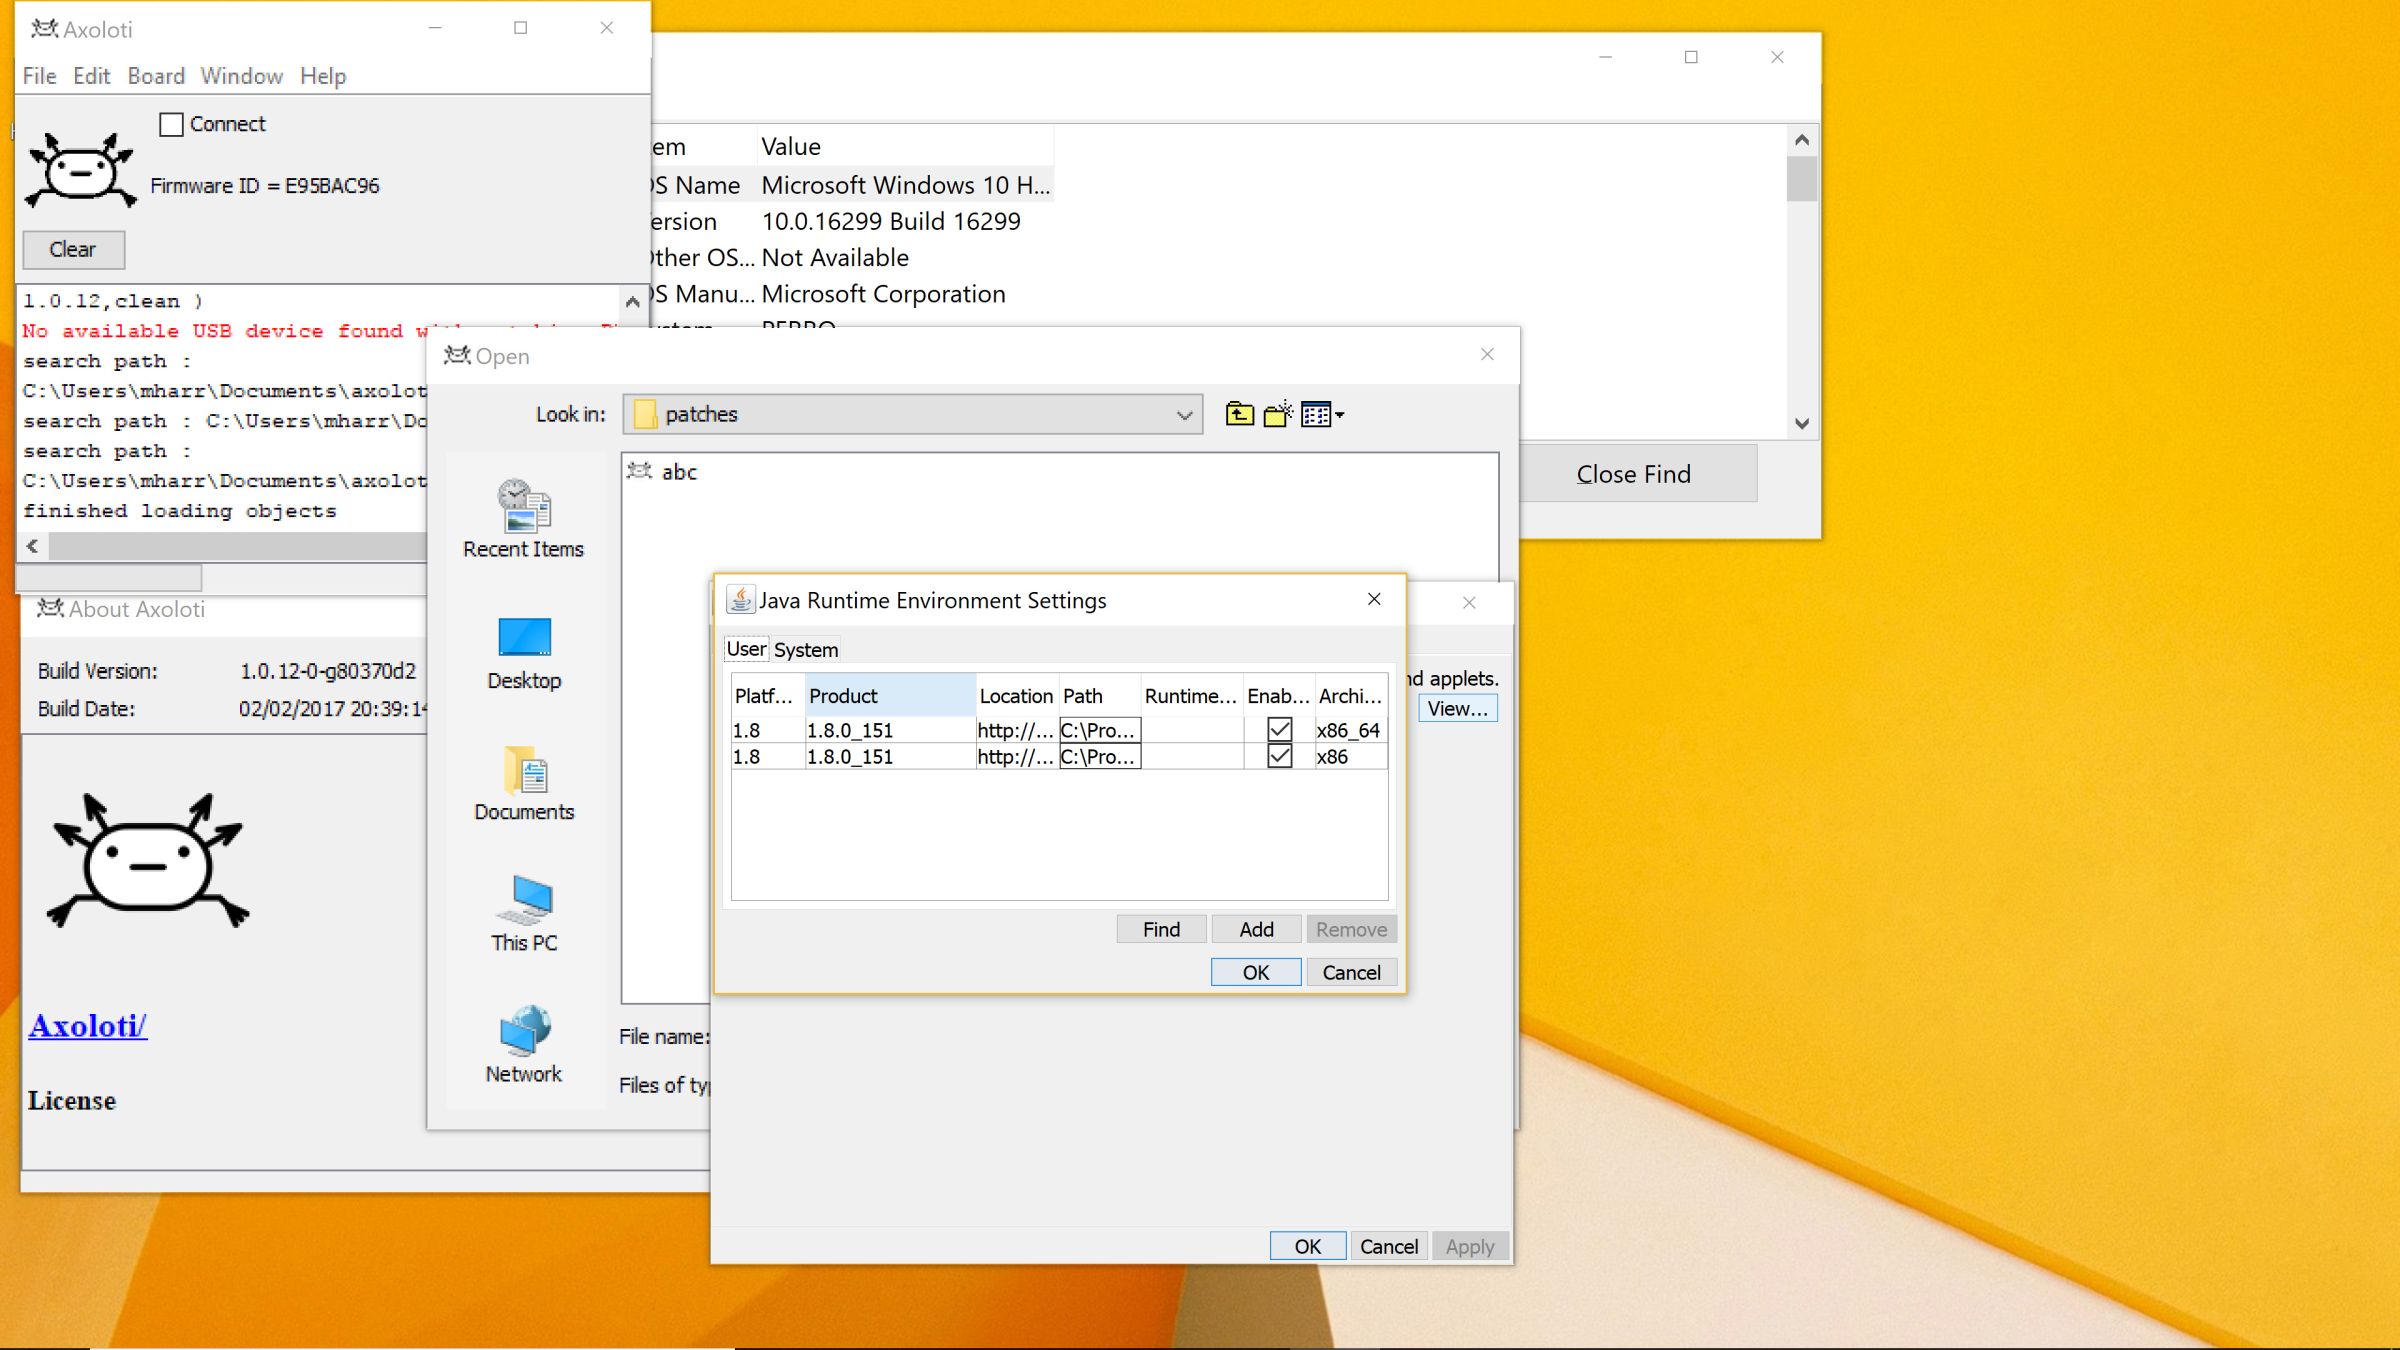 Axoloti
File Edit Board Window Help
Connect
Firmware ID = E95BAC96
Clear
1.0.12,clean )
No available USB device found
search path :
C:\Users\mharr\Documents\axolot
search path : C:\Users\mharr\Do
search path :
C:\Users\mharr\Documents\axolot
finished loading objects
em Value
OS Name Microsoft Windows 10 H...
ersion 10.0.16299 Build 16299
Other OS... Not Available
OS Manu... Microsoft Corporation
Close Find
About Axoloti
Build Version: 1.0.12-0-g80370d2
Build Date: 02/02/2017 20:39:14
Axoloti/
License
Open
Look in: patches
abc
Recent Items
Desktop
Documents
This PC
Network
File name:
Files of ty
Java Runtime Environment Settings
User System
Platf... Product Location Path Runtime... Enab... Archi...
1.8 1.8.0_151 http://... C:\Pro... x86_64
1.8 1.8.0_151 http://... C:\Pro... x86
Find Add Remove
OK Cancel
nd applets.
View...
OK Cancel Apply